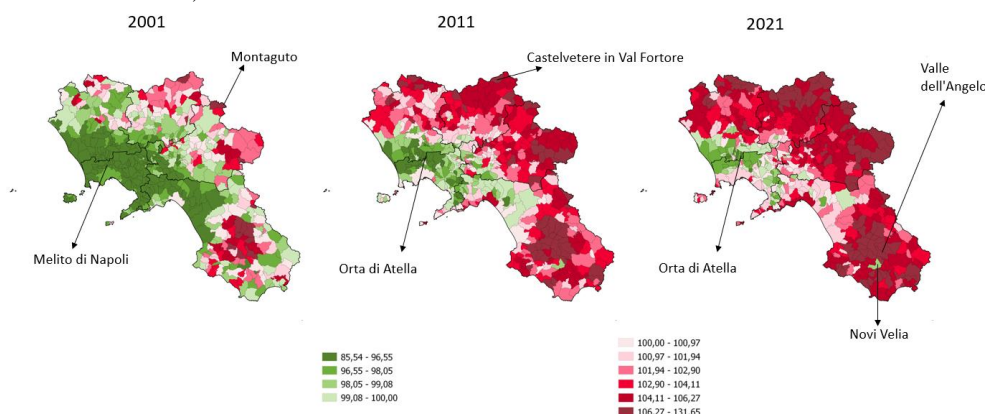 2001
2011
2021
Montaguto
Castelvetere in Val Fortore
Valle
dell'Angelo
Melito di Napoli
Orta di Atella
Orta di Atella
Novi Velia
85,54 - 96,55
96,55 - 98,05
98,05 - 99,08
99,08 - 100,00
100,00 - 100,97
100,97 - 101,94
101,94 - 102,90
102,90 - 104,11
104,11 - 106,27
106,27 - 131,65